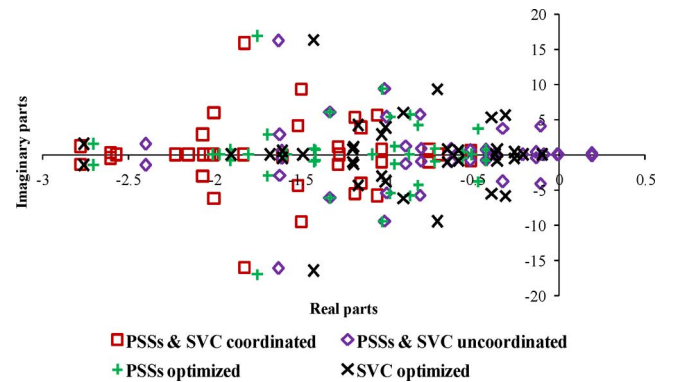 20
15
10
5
0
-5
-10
-15
-20
-3
-2.5
-2
-1.5
-1
-0.5
0
0.5
Imaginary parts
Real parts
PSSs & SVC coordinated
PSSs & SVC uncoordinated
PSSs optimized
SVC optimized